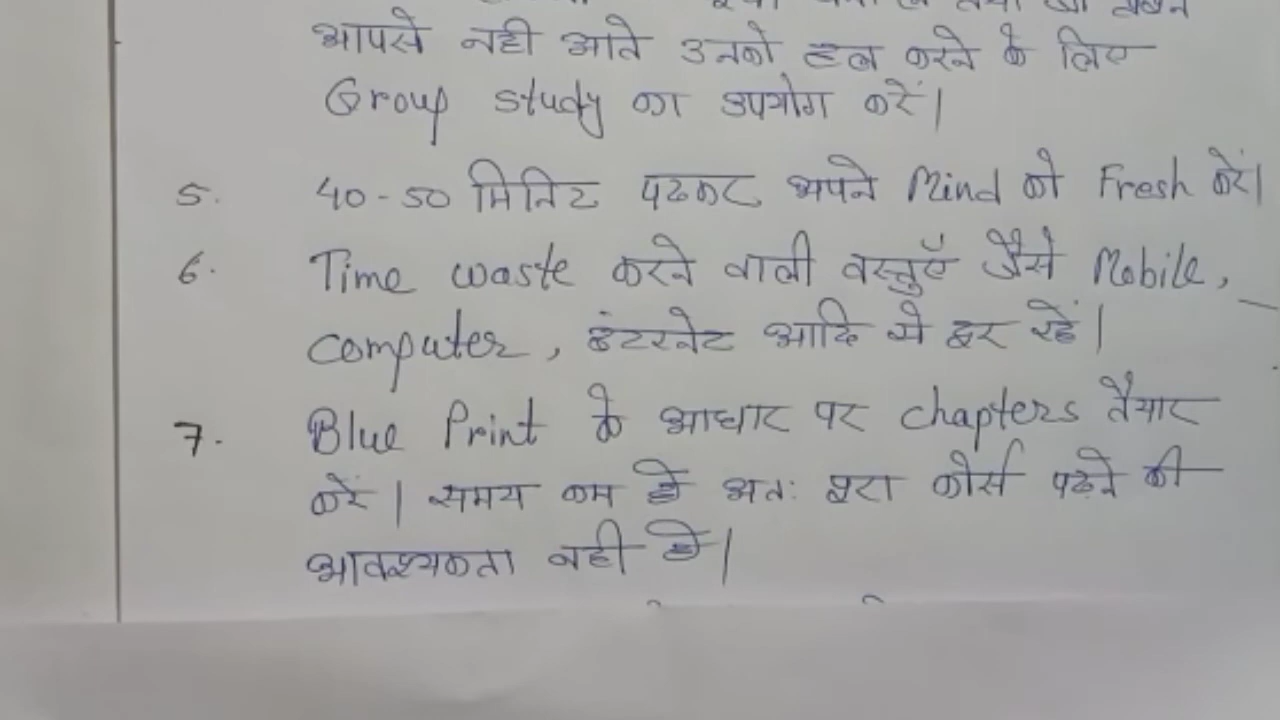 आपसे नही आते उनको हल करने के लिए
Group study का उपयोग करें।
5. 40-50 मिनिट पढकर अपने Mind को Fresh करें।
6. Time waste करने वाली वस्तुएँ जैसे Mobile,
computer, इंटरनेट आदि से दूर रहें।
7. Blue Print के आधार पर chapters तैयार
करें। समय कम है अतः पूरा कोर्स पढ़ने की
आवश्यकता नही है।